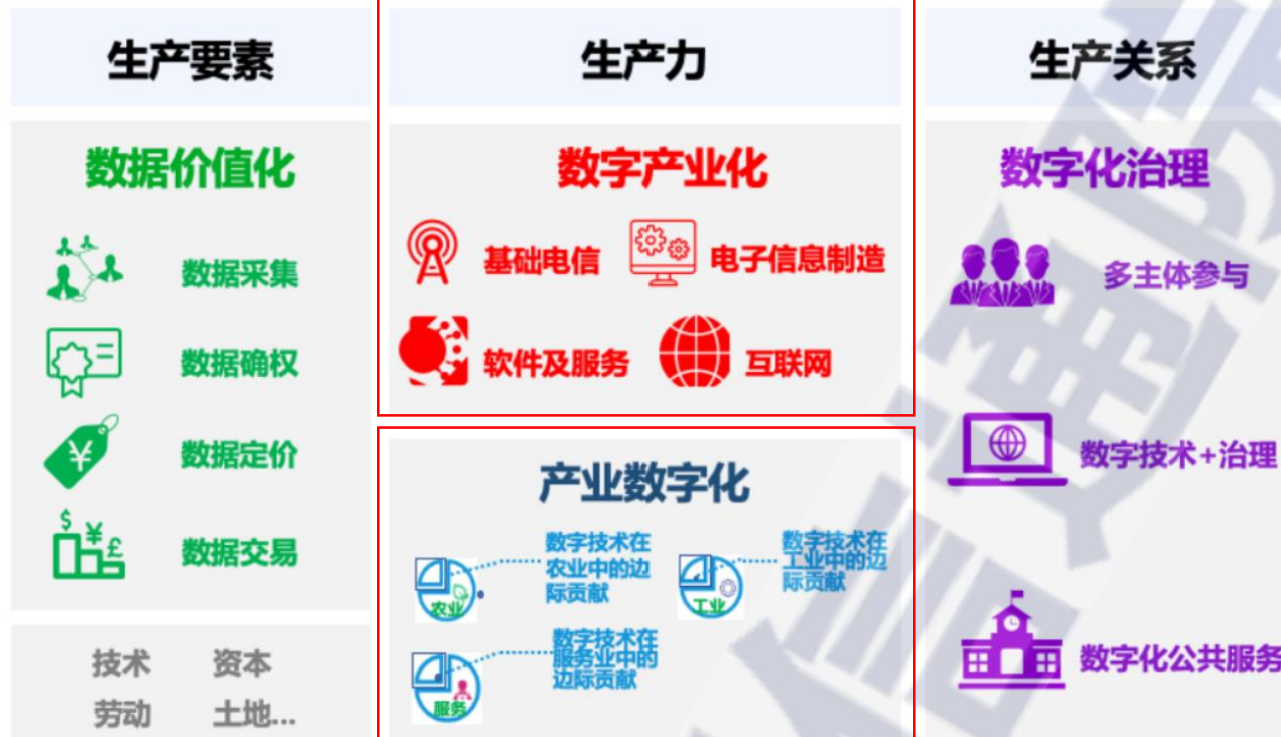 生产要素
数据价值化
数据采集
数据确权
数据定价
数据交易
技术 资本
劳动 土地...
生产力
数字产业化
基础电信 电子信息制造
软件及服务 互联网
产业数字化
农业
数字技术在
农业中的边
际贡献
工业
数字技术在
工业中的边
际贡献
服务
数字技术在
服务业中的
边际贡献
生产关系
数字化治理
多主体参与
数字技术+治理
数字化公共服务
信通院